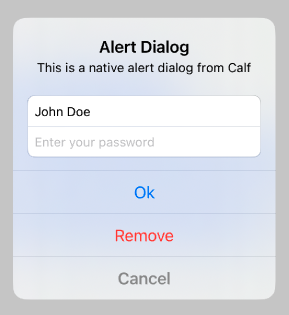 Alert Dialog
This is a native alert dialog from Calf
John Doe
Enter your password
Ok
Remove
Cancel